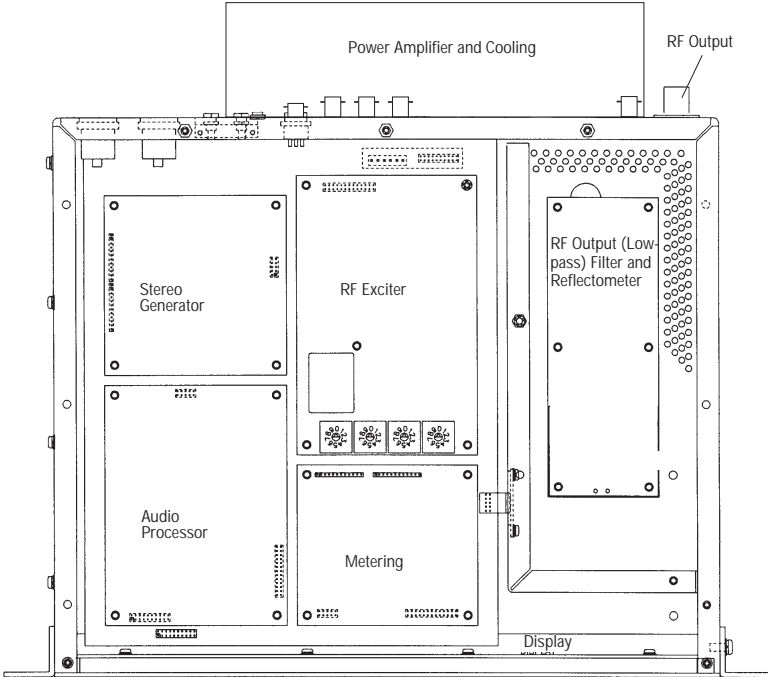 Power Amplifier and Cooling
RF Output
RF Output (Low-
pass) Filter and
Reflectometer
Stereo
Generator
RF Exciter
Audio
Processor
Metering
Display